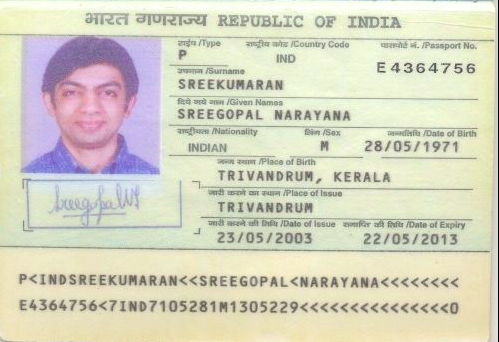 भारत गणराज्य REPUBLIC OF INDIA
टाईप /Type राष्ट्रीय कोड /Country Code पासपोर्ट नं. /Passport No.
P IND E4364756
उपनाम /Surname
SREEKUMARAN
दिये गये नाम /Given Names
SREEGOPAL NARAYANA
राष्ट्रीयता /Nationality लिंग /Sex जन्मतिथि /Date of Birth
INDIAN M 28/05/1971
जन्म स्थान /Place of Birth
TRIVANDRUM, KERALA
जारी करने का स्थान /Place of Issue
TRIVANDRUM
जारी करने की तिथि /Date of Issue समाप्ति की तिथि /Date of Expiry
23/05/2003 22/05/2013
P<INDSREEKUMARAN<<SREEGOPAL<NARAYANA<<<<<<<<
E4364756<7IND7105281M1305229<<<<<<<<<<<<<<<0